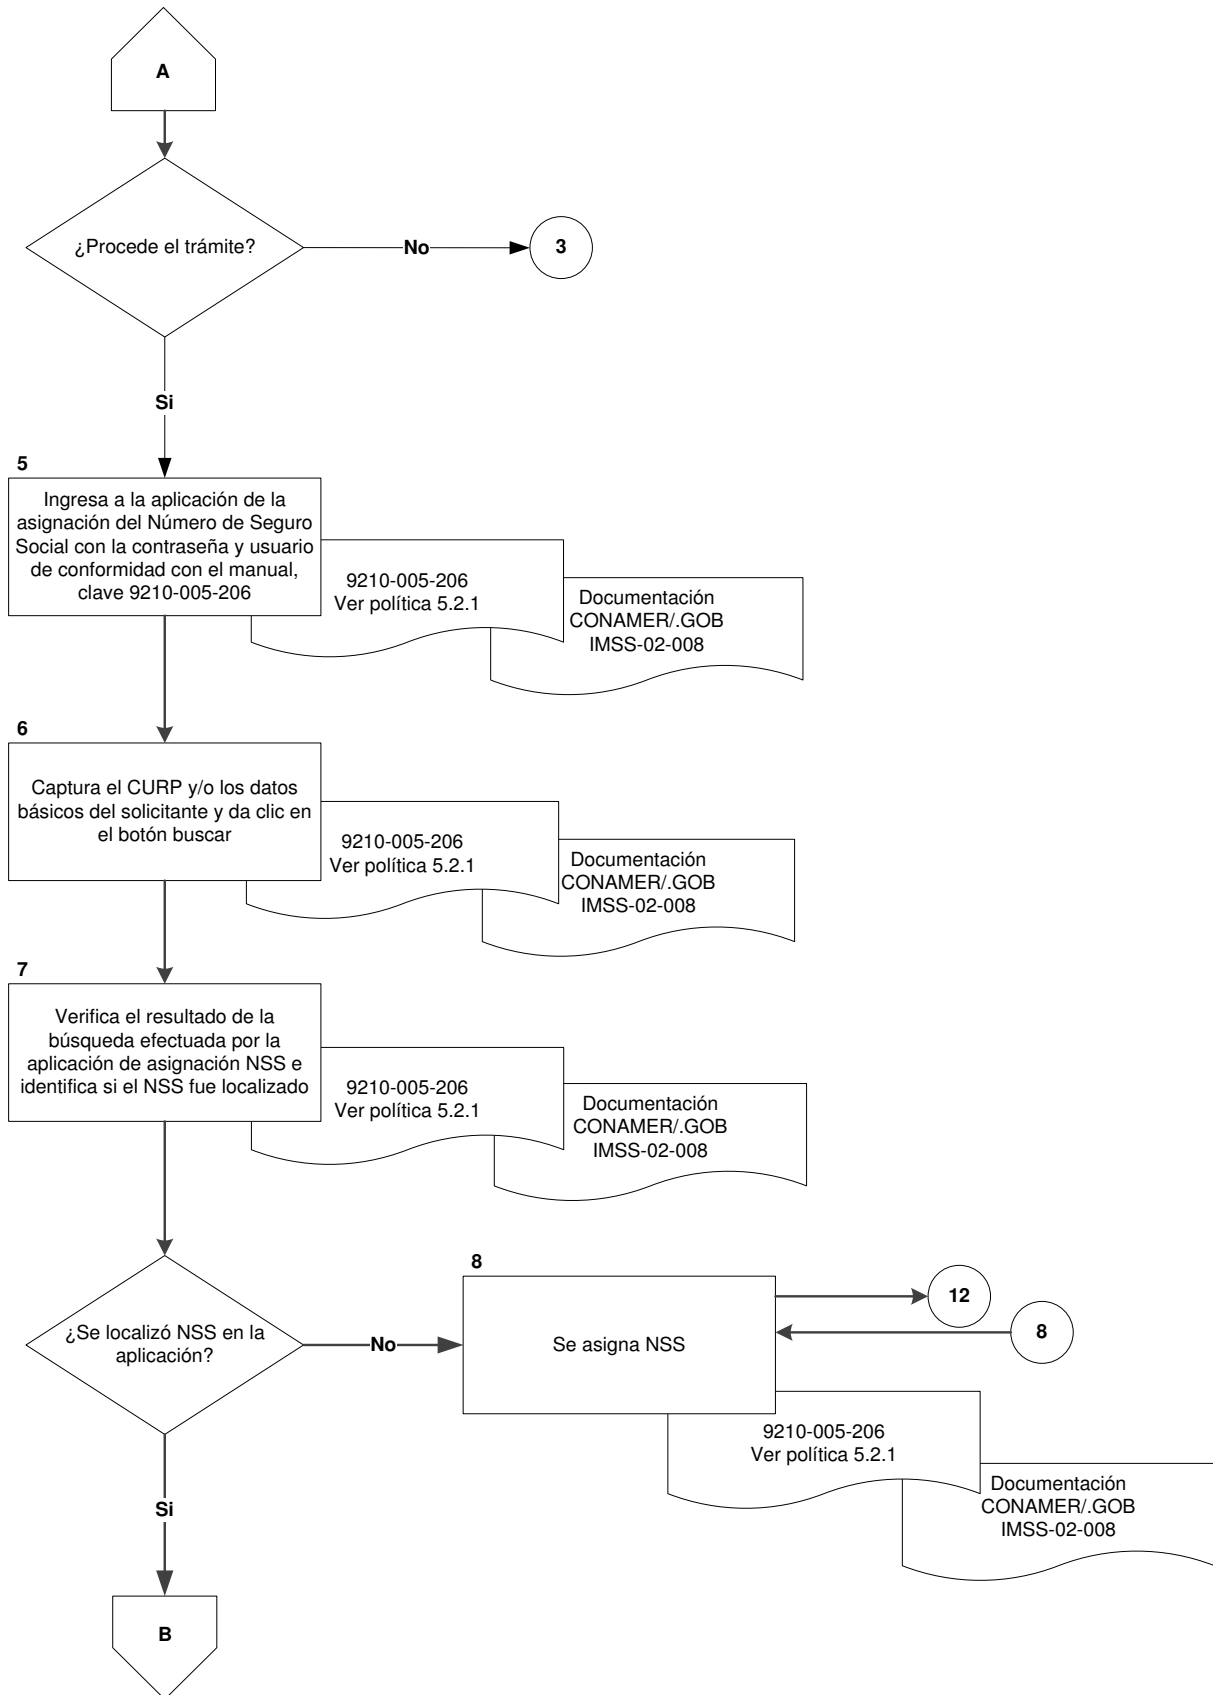 A
¿Procede el trámite?
No
3
Si
5
Ingresa a la aplicación de la
asignación del Número de Seguro
Social con la contraseña y usuario
de conformidad con el manual,
clave 9210-005-206
9210-005-206
Ver política 5.2.1
Documentación
CONAMER/.GOB
IMSS-02-008
6
Captura el CURP y/o los datos
básicos del solicitante y da clic en
el botón buscar
9210-005-206
Ver política 5.2.1
Documentación
CONAMER/.GOB
IMSS-02-008
7
Verifica el resultado de la
búsqueda efectuada por la
aplicación de asignación NSS e
identifica si el NSS fue localizado
9210-005-206
Ver política 5.2.1
Documentación
CONAMER/.GOB
IMSS-02-008
¿Se localizó NSS en la
aplicación?
No
8
Se asigna NSS
12
8
9210-005-206
Ver política 5.2.1
Documentación
CONAMER/.GOB
IMSS-02-008
Si
B